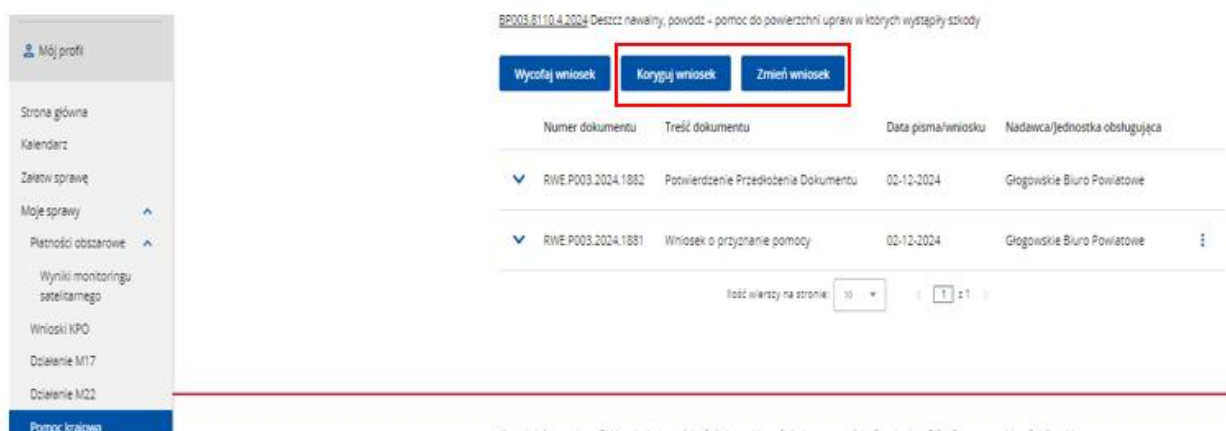 Mój profil
Strona główna
Kalendarz
Załatw sprawę
Moje sprawy
Płatności obszarowe
Wyniki monitoringu
satelitarnego
Wnioski KPO
Działanie M17
Działanie M22
Pomoc krajowa
BP003.8110.4.2024 Deszcz nawalny, powódź – pomoc do powierzchni upraw w których wystąpiły szkody
Wycofaj wniosek Koryguj wniosek Zmień wniosek
Numer dokumentu Treść dokumentu Data pisma/wniosku Nadawca/Jednostka obsługująca
RWE.P003.2024.1882 Potwierdzenie Przedłożenia Dokumentu 02-12-2024 Głogowskie Biuro Powiatowe
RWE.P003.2024.1881 Wniosek o przyznanie pomocy 02-12-2024 Głogowskie Biuro Powiatowe
Ilość wierszy na stronie: 10 1 z 1